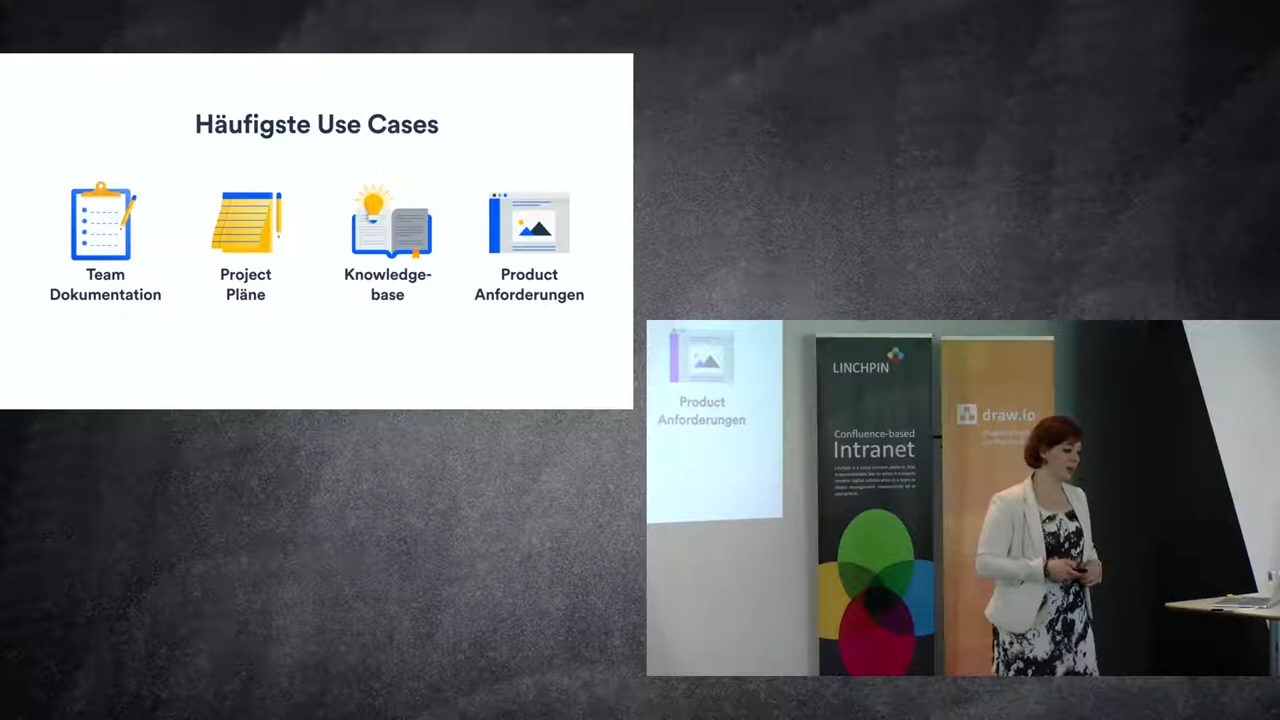 Häufigste Use Cases
Team
Dokumentation
Project
Pläne
Knowledge-
base
Product
Anforderungen
Product
Anforderungen
LINCHPIN
Confluence-based
Intranet
draw.io